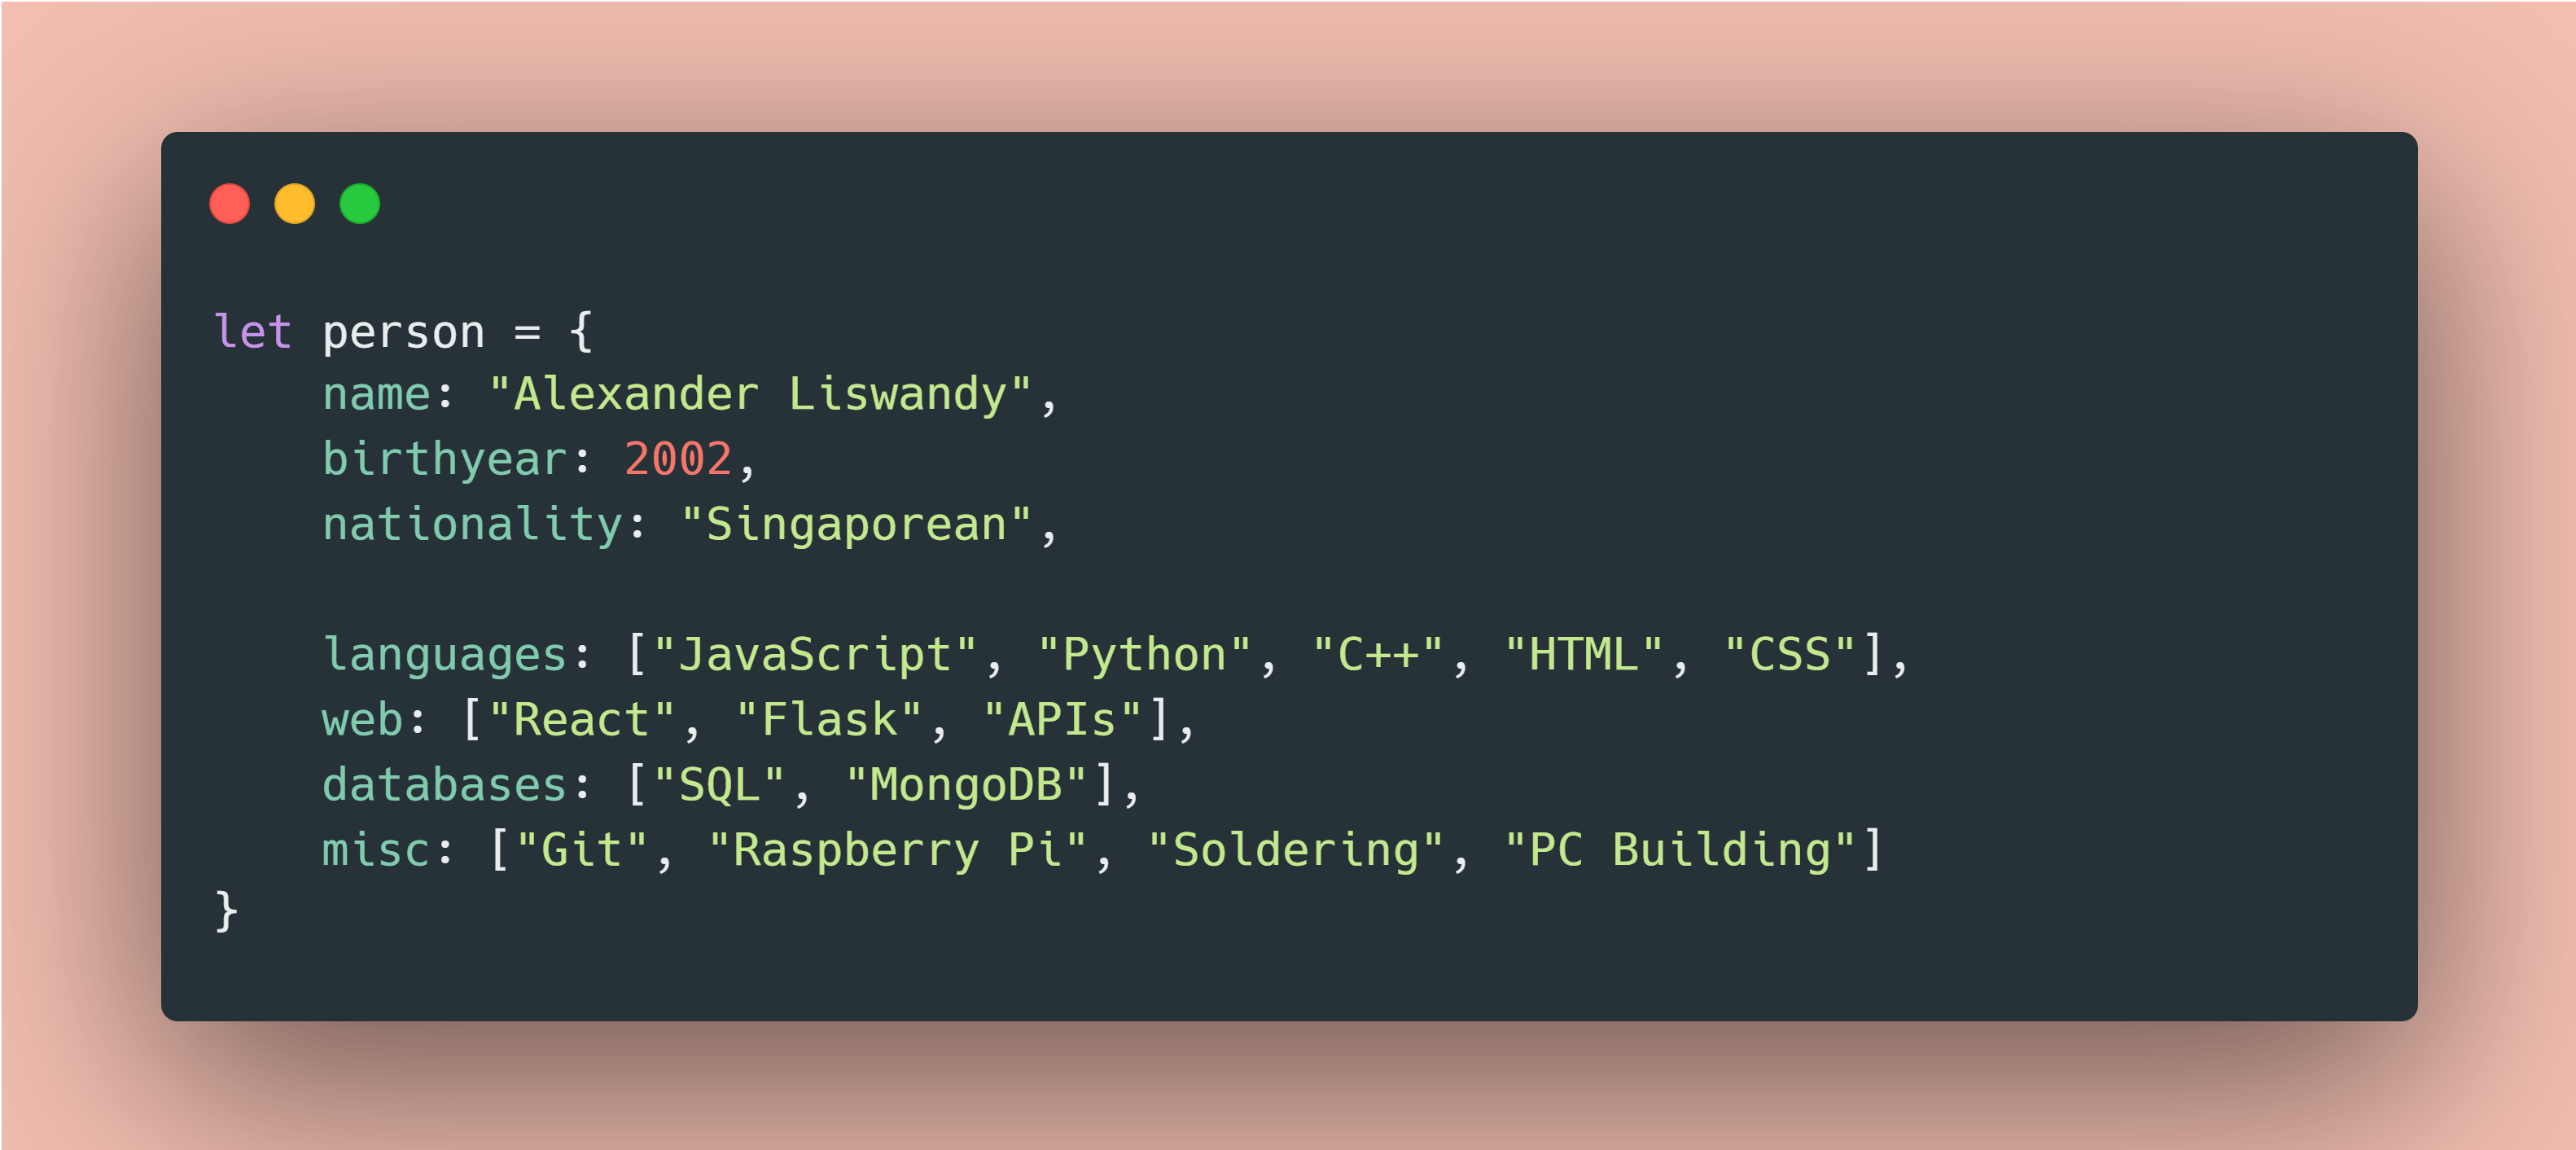 let person = {
    name: "Alexander Liswandy",
    birthyear: 2002,
    nationality: "Singaporean",

    languages: ["JavaScript", "Python", "C++", "HTML", "CSS"],
    web: ["React", "Flask", "APIs"],
    databases: ["SQL", "MongoDB"],
    misc: ["Git", "Raspberry Pi", "Soldering", "PC Building"]
}